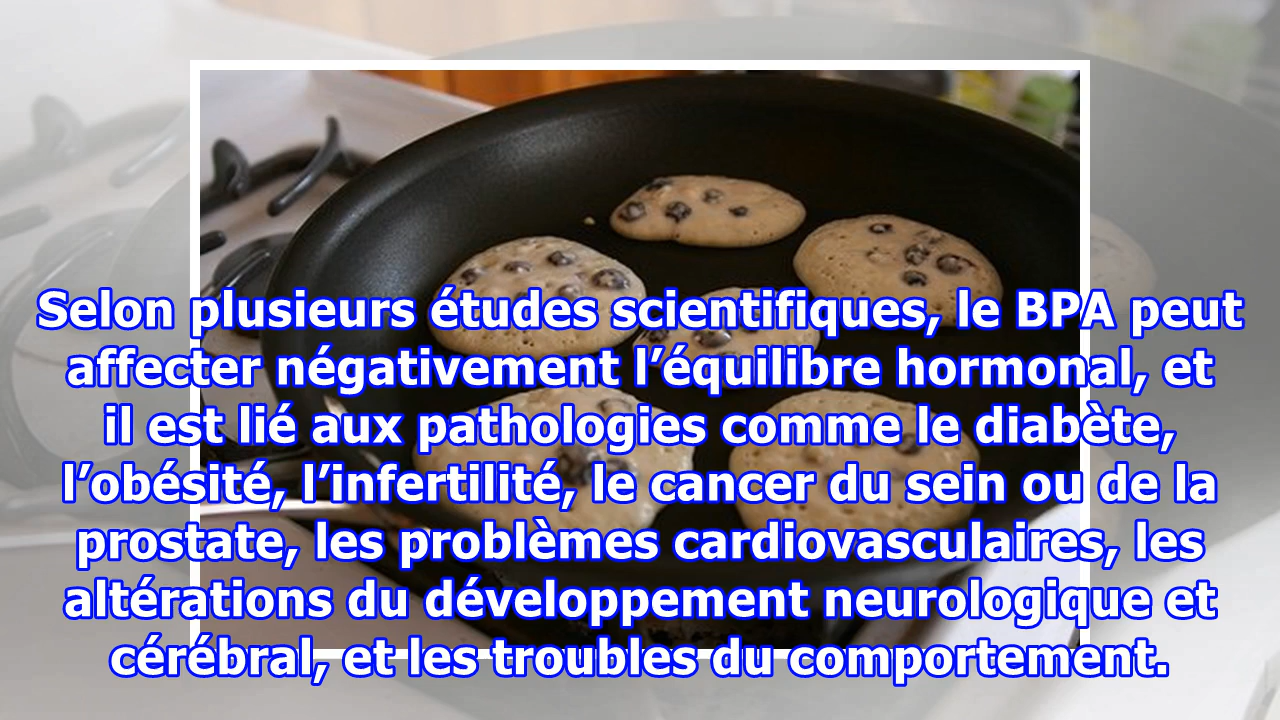 Selon plusieurs études scientifiques, le BPA peut
affecter négativement l’équilibre hormonal, et
il est lié aux pathologies comme le diabète,
l’obésité, l’infertilité, le cancer du sein ou de la
prostate, les problèmes cardiovasculaires, les
altérations du développement neurologique et
cérébral, et les troubles du comportement.